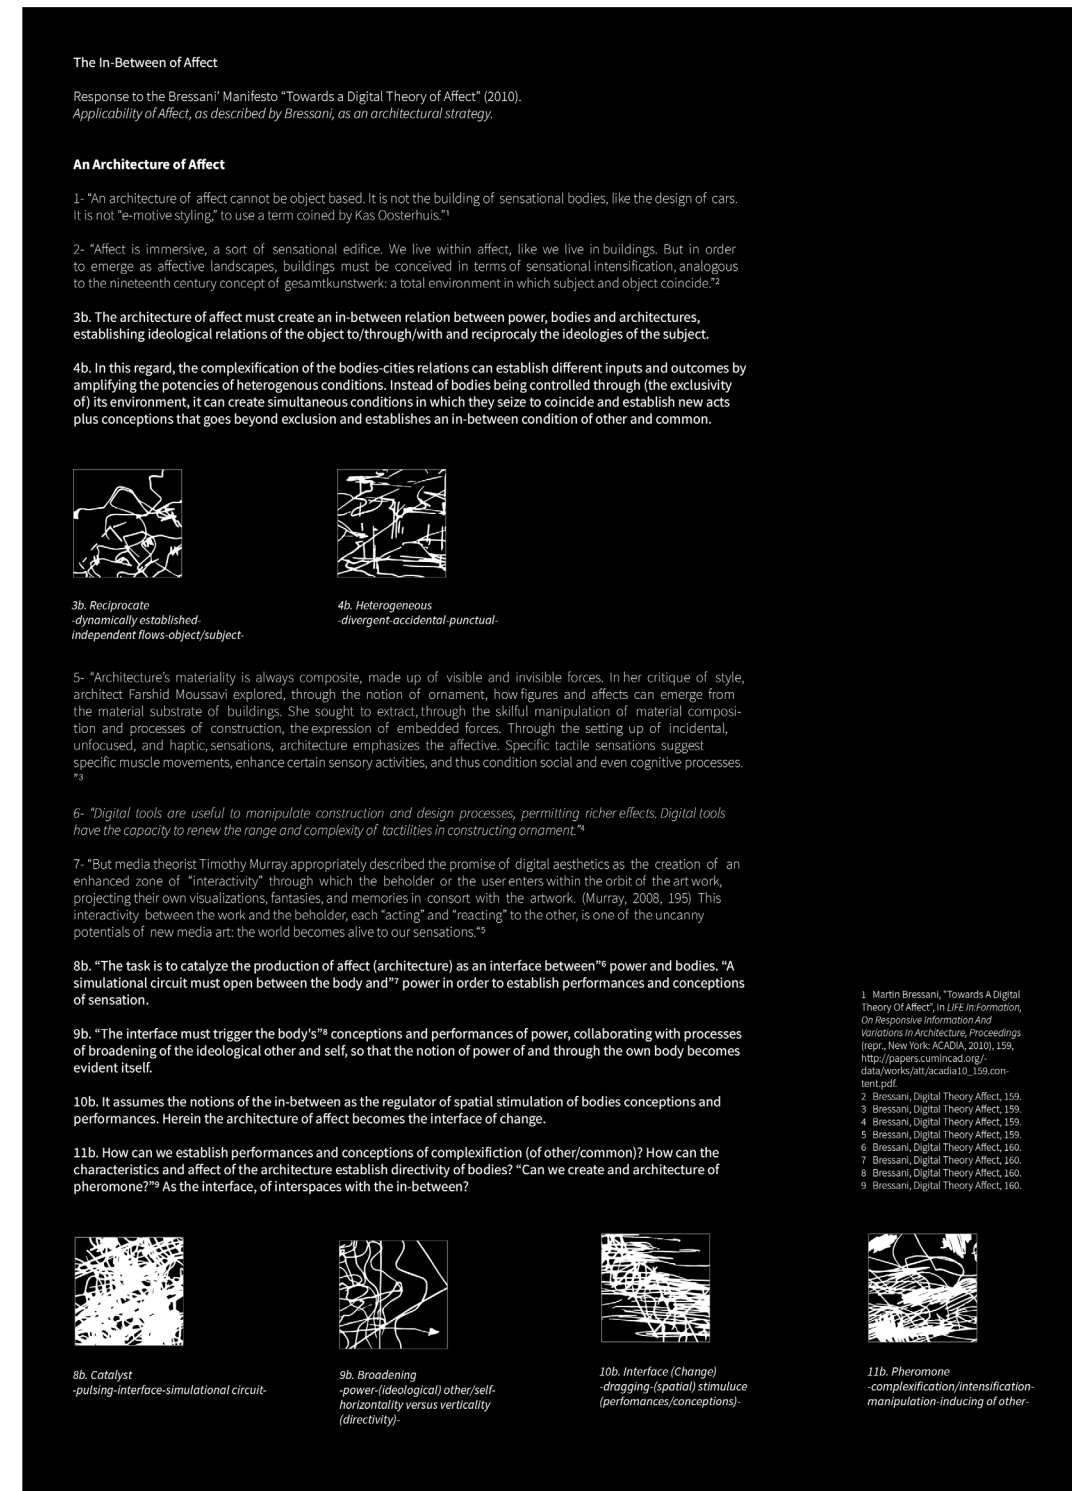 The In-Between of Affect
Response to the Bressani' Manifesto "Towards a Digital Theory of Affect" (2010).
Applicability of Affect, as described by Bressani, as an architectural strategy.
An Architecture of Affect
1- “An architecture of affect cannot be object based. It is not the building of sensational bodies, like the design of cars.
It is not “e-motive styling,” to use a term coined by Kas Oosterhuis.”¹
2- “Affect is immersive, a sort of sensational edifice. We live within affect, like we live in buildings. But in order
to emerge as affective landscapes, buildings must be conceived in terms of sensational intensification, analogous
to the nineteenth century concept of gesamtkunstwerk: a total environment in which subject and object coincide.”²
3b. The architecture of affect must create an in-between relation between power, bodies and architectures,
establishing ideological relations of the object to/through/with and reciprocaly the ideologies of the subject.
4b. In this regard, the complexification of the bodies-cities relations can establish different inputs and outcomes by
amplifying the potencies of heterogenous conditions. Instead of bodies being controlled through (the exclusivity
of) its environment, it can create simultaneous conditions in which they seize to coincide and establish new acts
plus conceptions that goes beyond exclusion and establishes an in-between condition of other and common.
3b. Reciprocate
-dynamically established-
independent flows-object/subject-
4b. Heterogeneous
-divergent-accidental-punctual-
5- “Architecture’s materiality is always composite, made up of visible and invisible forces. In her critique of style,
architect Farshid Moussavi explored, through the notion of ornament, how figures and affects can emerge from
the material substrate of buildings. She sought to extract, through the skilful manipulation of material composi-
tion and processes of construction, the expression of embedded forces. Through the setting up of incidental,
unfocused, and haptic, sensations, architecture emphasizes the affective. Specific tactile sensations suggest
specific muscle movements, enhance certain sensory activities, and thus condition social and even cognitive processes.
”³
6- “Digital tools are useful to manipulate construction and design processes, permitting richer effects. Digital tools
have the capacity to renew the range and complexity of tactilities in constructing ornament.”⁴
7- “But media theorist Timothy Murray appropriately described the promise of digital aesthetics as the creation of an
enhanced zone of “interactivity” through which the beholder or the user enters within the orbit of the art work,
projecting their own visualizations, fantasies, and memories in consort with the artwork. (Murray, 2008, 195) This
interactivity between the work and the beholder, each “acting” and “reacting” to the other, is one of the uncanny
potentials of new media art: the world becomes alive to our sensations.“⁵
8b. “The task is to catalyze the production of affect (architecture) as an interface between”⁶ power and bodies. “A
simulational circuit must open between the body and”⁷ power in order to establish performances and conceptions
of sensation.
9b. “The interface must trigger the body's”⁸ conceptions and performances of power, collaborating with processes
of broadening of the ideological other and self, so that the notion of power of and through the own body becomes
evident itself.
10b. It assumes the notions of the in-between as the regulator of spatial stimulation of bodies conceptions and
performances. Herein the architecture of affect becomes the interface of change.
11b. How can we establish performances and conceptions of complexifiction (of other/common)? How can the
characteristics and affect of the architecture establish directivity of bodies? “Can we create and architecture of
pheromone?”⁹ As the interface, of interspaces with the in-between?
1 Martin Bressani, "Towards A Digital
Theory Of Affect", in LIFE In:Formation,
On Responsive Information And
Variations In Architecture, Proceedings
(repr., New York: ACADIA, 2010), 159,
http://papers.cumincad.org/-
data/works/att/acadia10_159.con-
tent.pdf.
2 Bressani, Digital Theory Affect, 159.
3 Bressani, Digital Theory Affect, 159.
4 Bressani, Digital Theory Affect, 159.
5 Bressani, Digital Theory Affect, 159.
6 Bressani, Digital Theory Affect, 160.
7 Bressani, Digital Theory Affect, 160.
8 Bressani, Digital Theory Affect, 160.
9 Bressani, Digital Theory Affect, 160.
8b. Catalyst
-pulsing-interface-simulational circuit-
9b. Broadening
-power-(ideological) other/self-
horizontality versus verticality
(directivity)-
10b. Interface (Change)
-dragging-(spatial) stimuluce
(perfomances/conceptions)-
11b. Pheromone
-complexification/intensification-
manipulation-inducing of other-